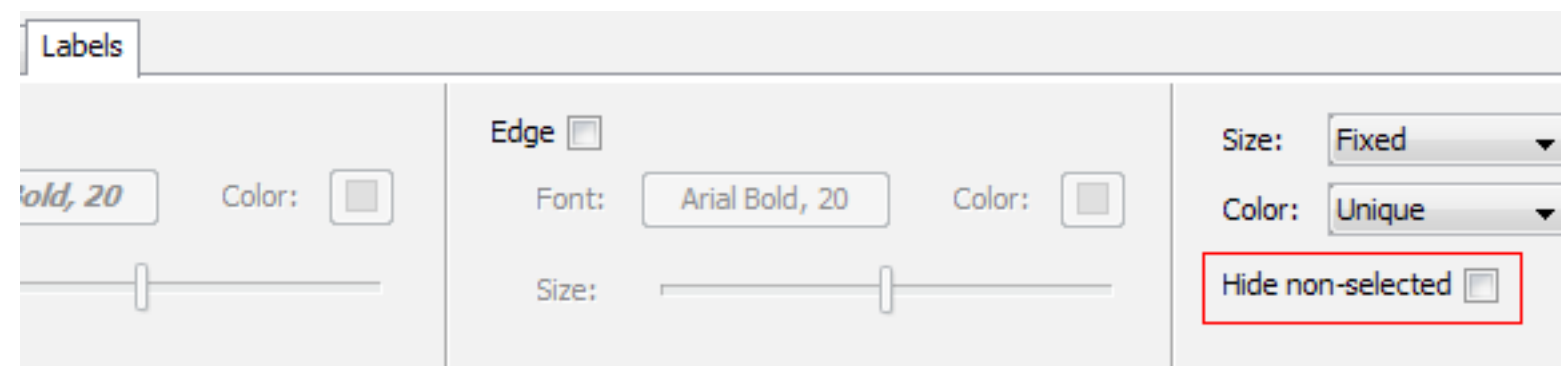 Labels
Edge
Size: Fixed
old, 20 Color: Font: Arial Bold, 20 Color:
Color: Unique
Size:
Hide non-selected